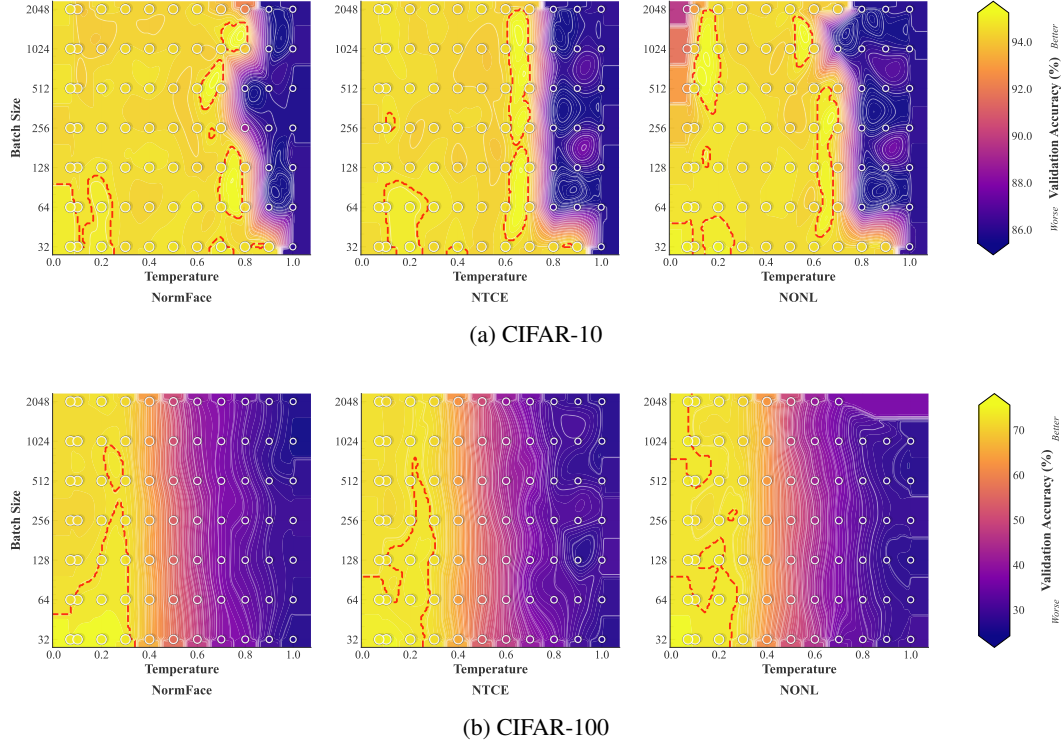 2048
1024
512
256
128
64
32
Batch Size
0.0 0.2 0.4 0.6 0.8 1.0
Temperature
NormFace
0.0 0.2 0.4 0.6 0.8 1.0
Temperature
NTCE
2048
1024
512
256
128
64
32
0.0 0.2 0.4 0.6 0.8 1.0
Temperature
NONL
94.0
92.0
90.0
88.0
86.0
Worse Validation Accuracy (%) Better
(a) CIFAR-10
2048
1024
512
256
128
64
32
Batch Size
0.0 0.2 0.4 0.6 0.8 1.0
Temperature
NormFace
2048
1024
512
256
128
64
32
0.0 0.2 0.4 0.6 0.8 1.0
Temperature
NTCE
2048
1024
512
256
128
64
32
0.0 0.2 0.4 0.6 0.8 1.0
Temperature
NONL
70
60
50
40
30
Worse Validation Accuracy (%) Better
(b) CIFAR-100